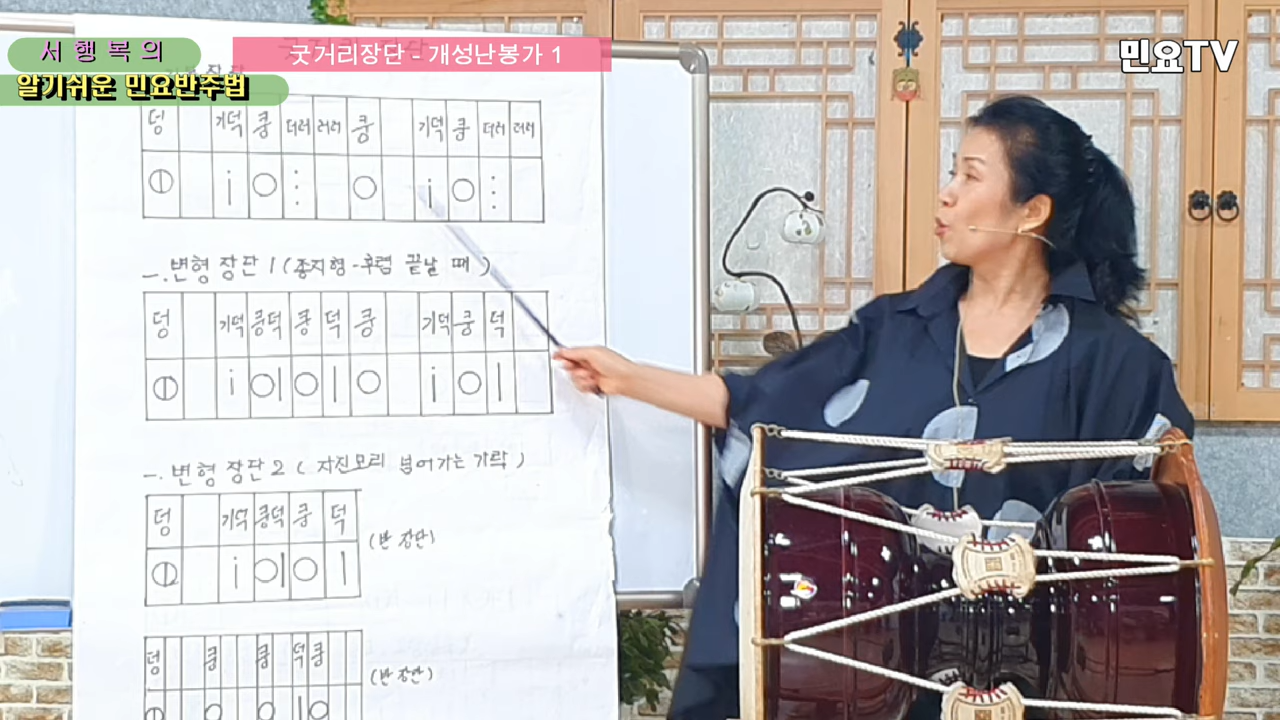 서행복의
굿거리장단 - 개성난봉가 1
민요TV
알기쉬운 민요반주법
장단
덩 기덕 쿵 더러 러러 쿵 기덕 쿵 더러 더러
一. 변형 장단 1 (종지형 - 후렴 끝날 때)
덩 기덕 쿵덕 쿵 덕 쿵 기덕 쿵 덕
一. 변형 장단 2 (자진모리 넘어가는 가락)
덩 기덕 쿵덕 쿵 덕
(반 장단)
덩 쿵 쿵 덕쿵
(반 장단)